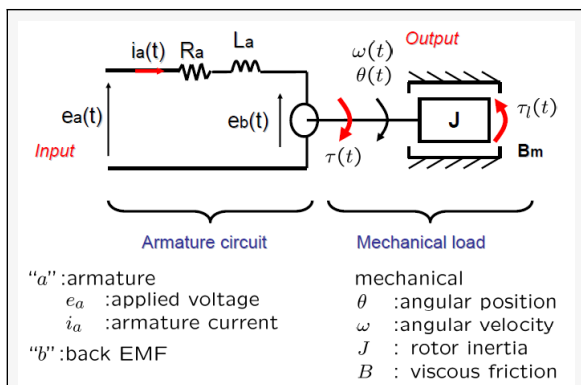 ia(t) Ra La
ω(t) Output
θ(t)
ea(t) eb(t) J τl(t)
Input τ(t) Bm
Armature circuit Mechanical load
"a" :armature mechanical
ea :applied voltage θ :angular position
ia :armature current ω :angular velocity
"b" :back EMF J : rotor inertia
B : viscous friction